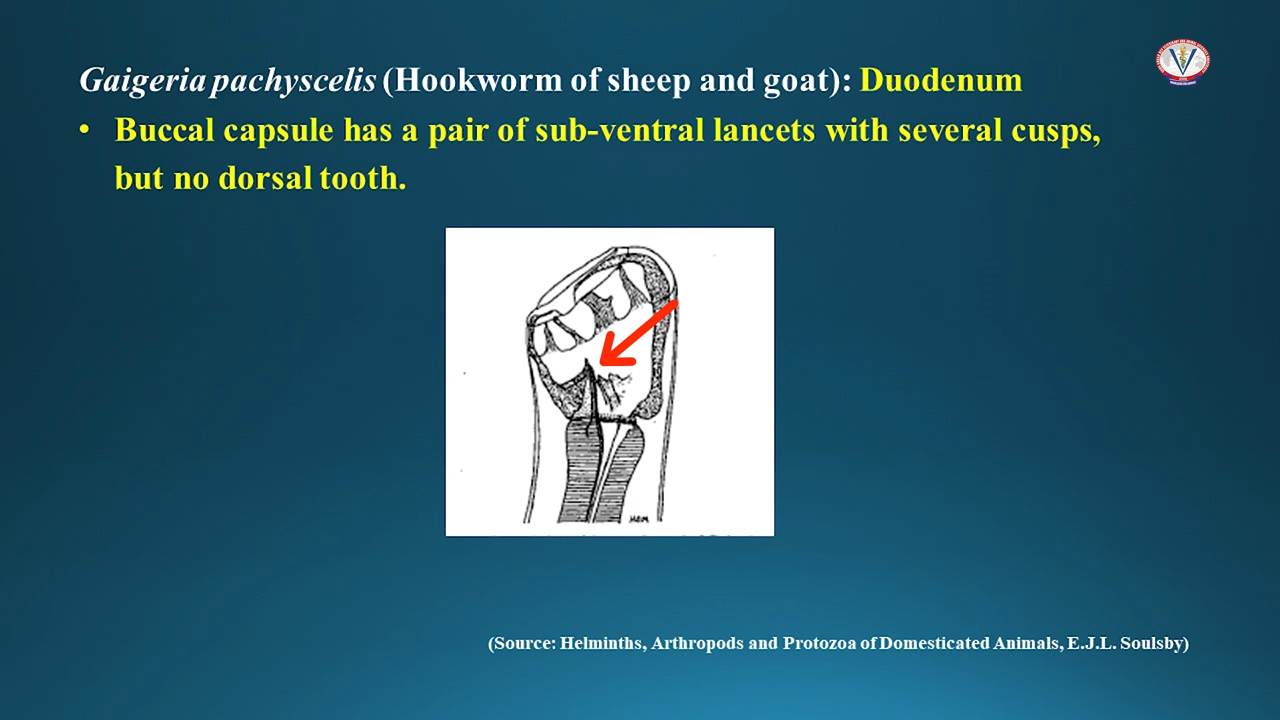 Gaigeria pachyscelis (Hookworm of sheep and goat): Duodenum
• Buccal capsule has a pair of sub-ventral lancets with several cusps,
but no dorsal tooth.
(Source: Helminths, Arthropods and Protozoa of Domesticated Animals, E.J.L. Soulsby)